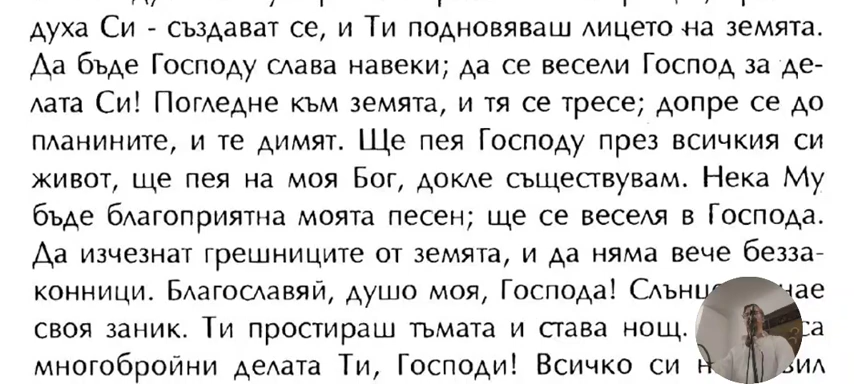 духа Си - създават се, и Ти подновяваш лицето на земята.
Да бъде Господу слава навеки; да се весели Господ за де-
лата Си! Погледне към земята, и тя се тресе; допре се до
планините, и те димят. Ще пея Господу през всичкия си
живот, ще пея на моя Бог, докле съществувам. Нека Му
бъде благоприятна моята песен; ще се веселя в Господа.
Да изчезнат грешниците от земята, и да няма вече безза-
конници. Благославяй, душо моя, Господа!
своя заник. Ти простираш тъмата и става нощ.
многобройни делата Ти, Господи! Всичко си